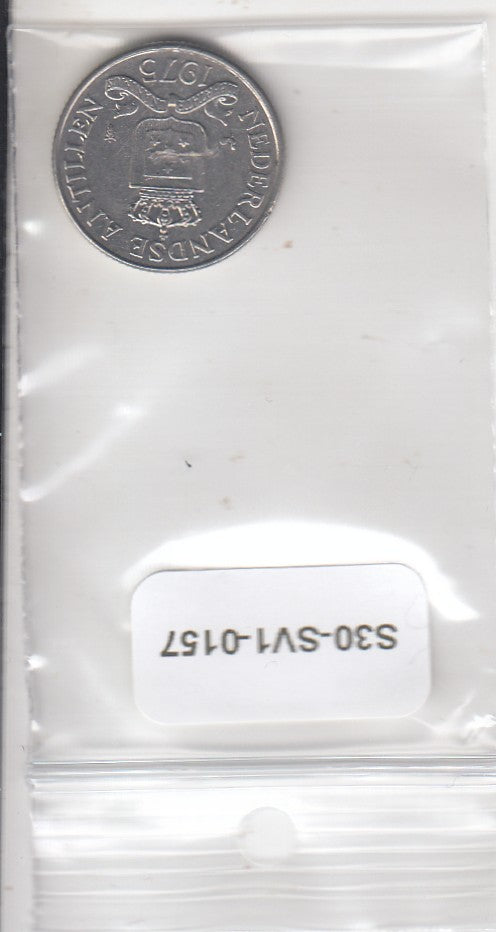 NEDERLANDSE ANTILLEN
1975
S30-SV1-0157